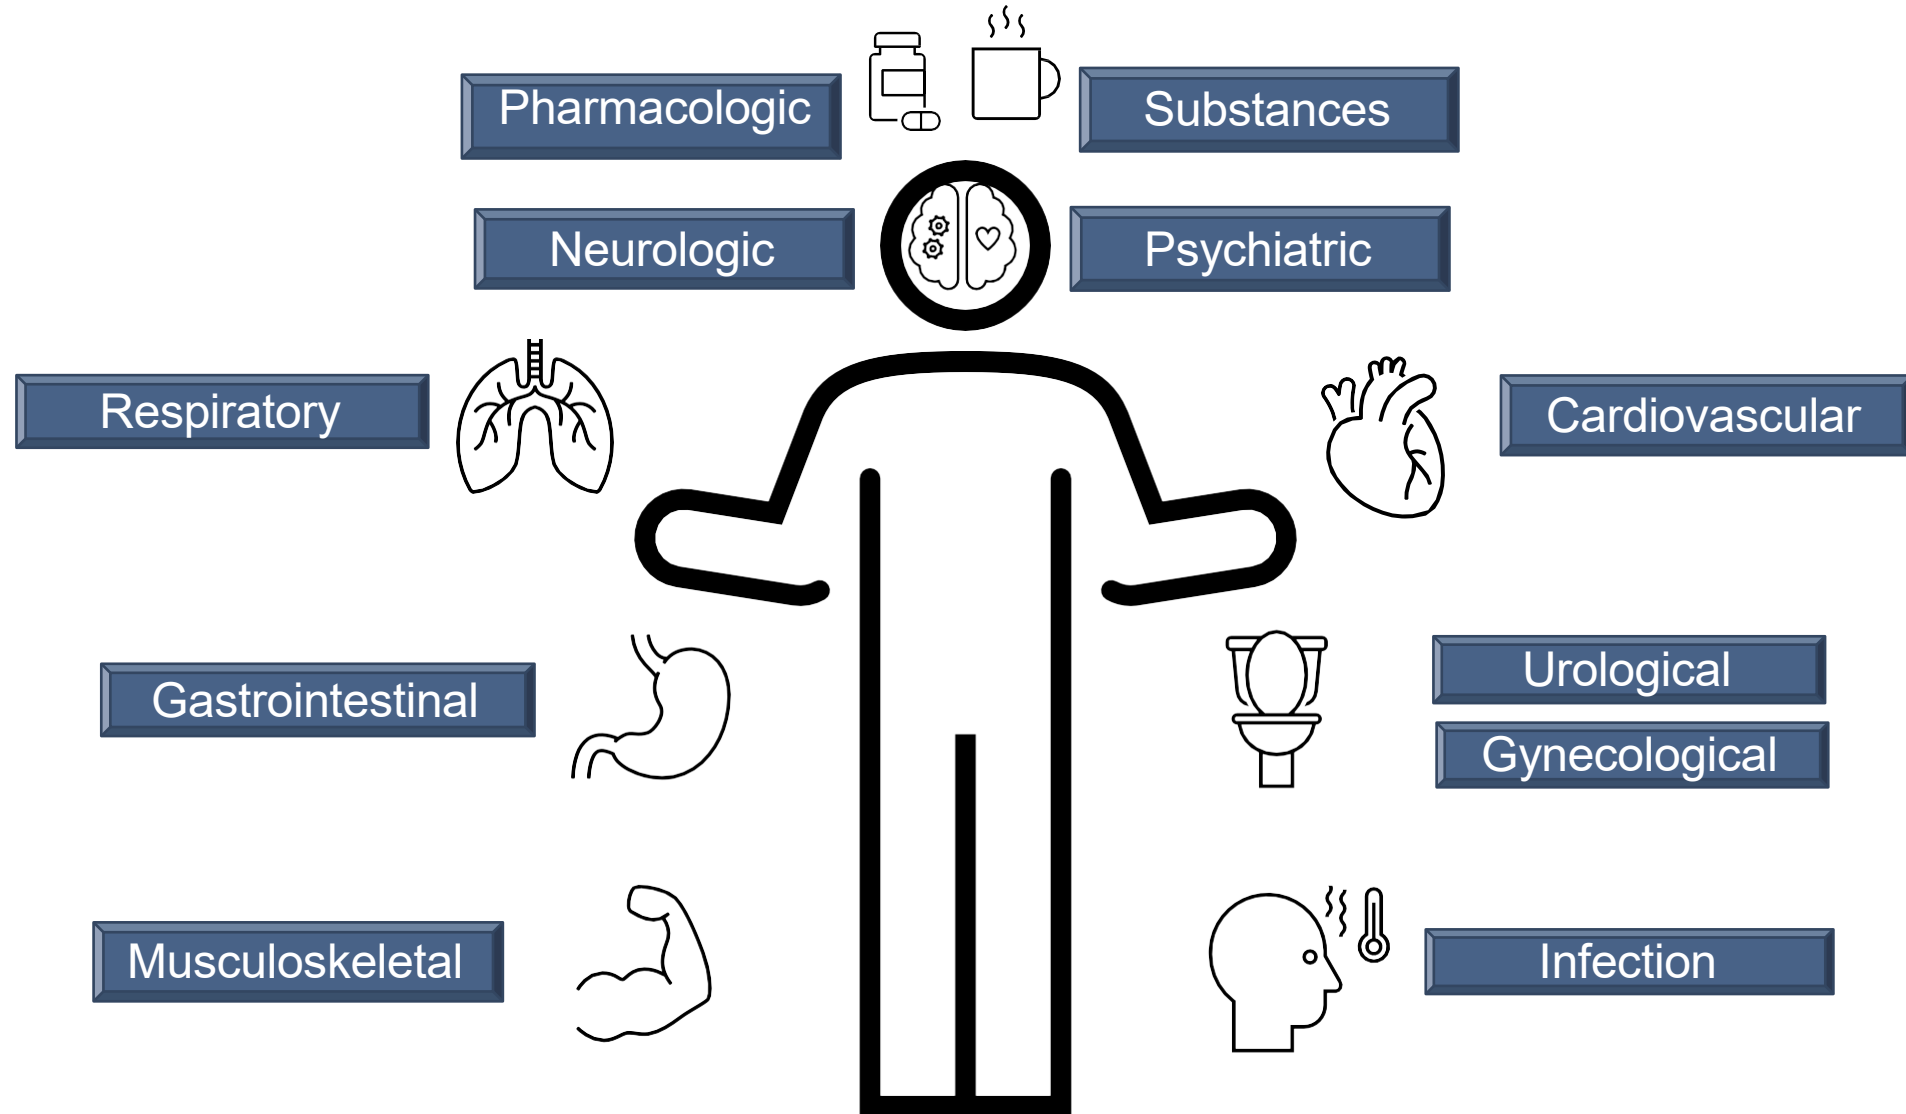 Pharmacologic
Substances
Neurologic
Psychiatric
Respiratory
Cardiovascular
Gastrointestinal
Urological
Gynecological
Musculoskeletal
Infection